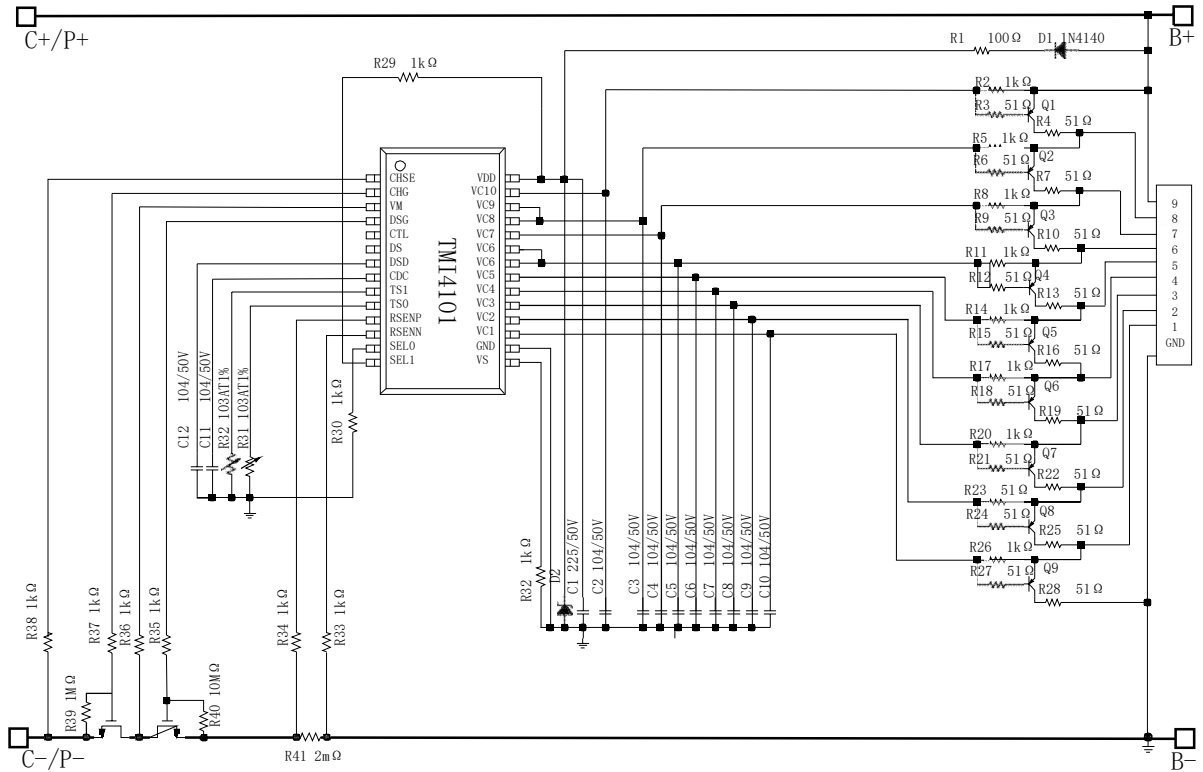 C+/P+
B+
R1 100Ω D1 1N4140
R29 1kΩ
R2 1kΩ
R3 51Ω Q1
R4 51Ω
R5 1kΩ
R6 51Ω Q2
R7 51Ω
R8 1kΩ
R9 51Ω Q3
R10 51Ω
R11 1kΩ
R12 51Ω Q4
R13 51Ω
R14 1kΩ
R15 51Ω Q5
R16 51Ω
R17 1kΩ
R18 51Ω Q6
R19 51Ω
R20 1kΩ
R21 51Ω Q7
R22 51Ω
R23 51Ω
R24 51Ω Q8
R25 51Ω
R26 1kΩ
R27 51Ω Q9
R28 51Ω
9
8
7
6
5
4
3
2
1
GND
TMI4101
CHSE
CHG
VM
DSG
CTL
DS
DSD
CDC
TS1
TS0
RSENP
RSENN
SEL0
SEL1
VDD
VC10
VC9
VC8
VC7
VC6
VC6
VC5
VC4
VC3
VC2
VC1
GND
VS
C12 104/50V
C11 104/50V
R32 103AT1%
R31 103AT1%
R30 1kΩ
R32 1kΩ
D2
C1 225/50V
C2 104/50V
C3 104/50V
C4 104/50V
C5 104/50V
C6 104/50V
C7 104/50V
C8 104/50V
C9 104/50V
C10 104/50V
R38 1kΩ
R37 1kΩ
R36 1kΩ
R35 1kΩ
R34 1kΩ
R33 1kΩ
R39 1MΩ
R40 10MΩ
R41 2mΩ
C-/P-
B-